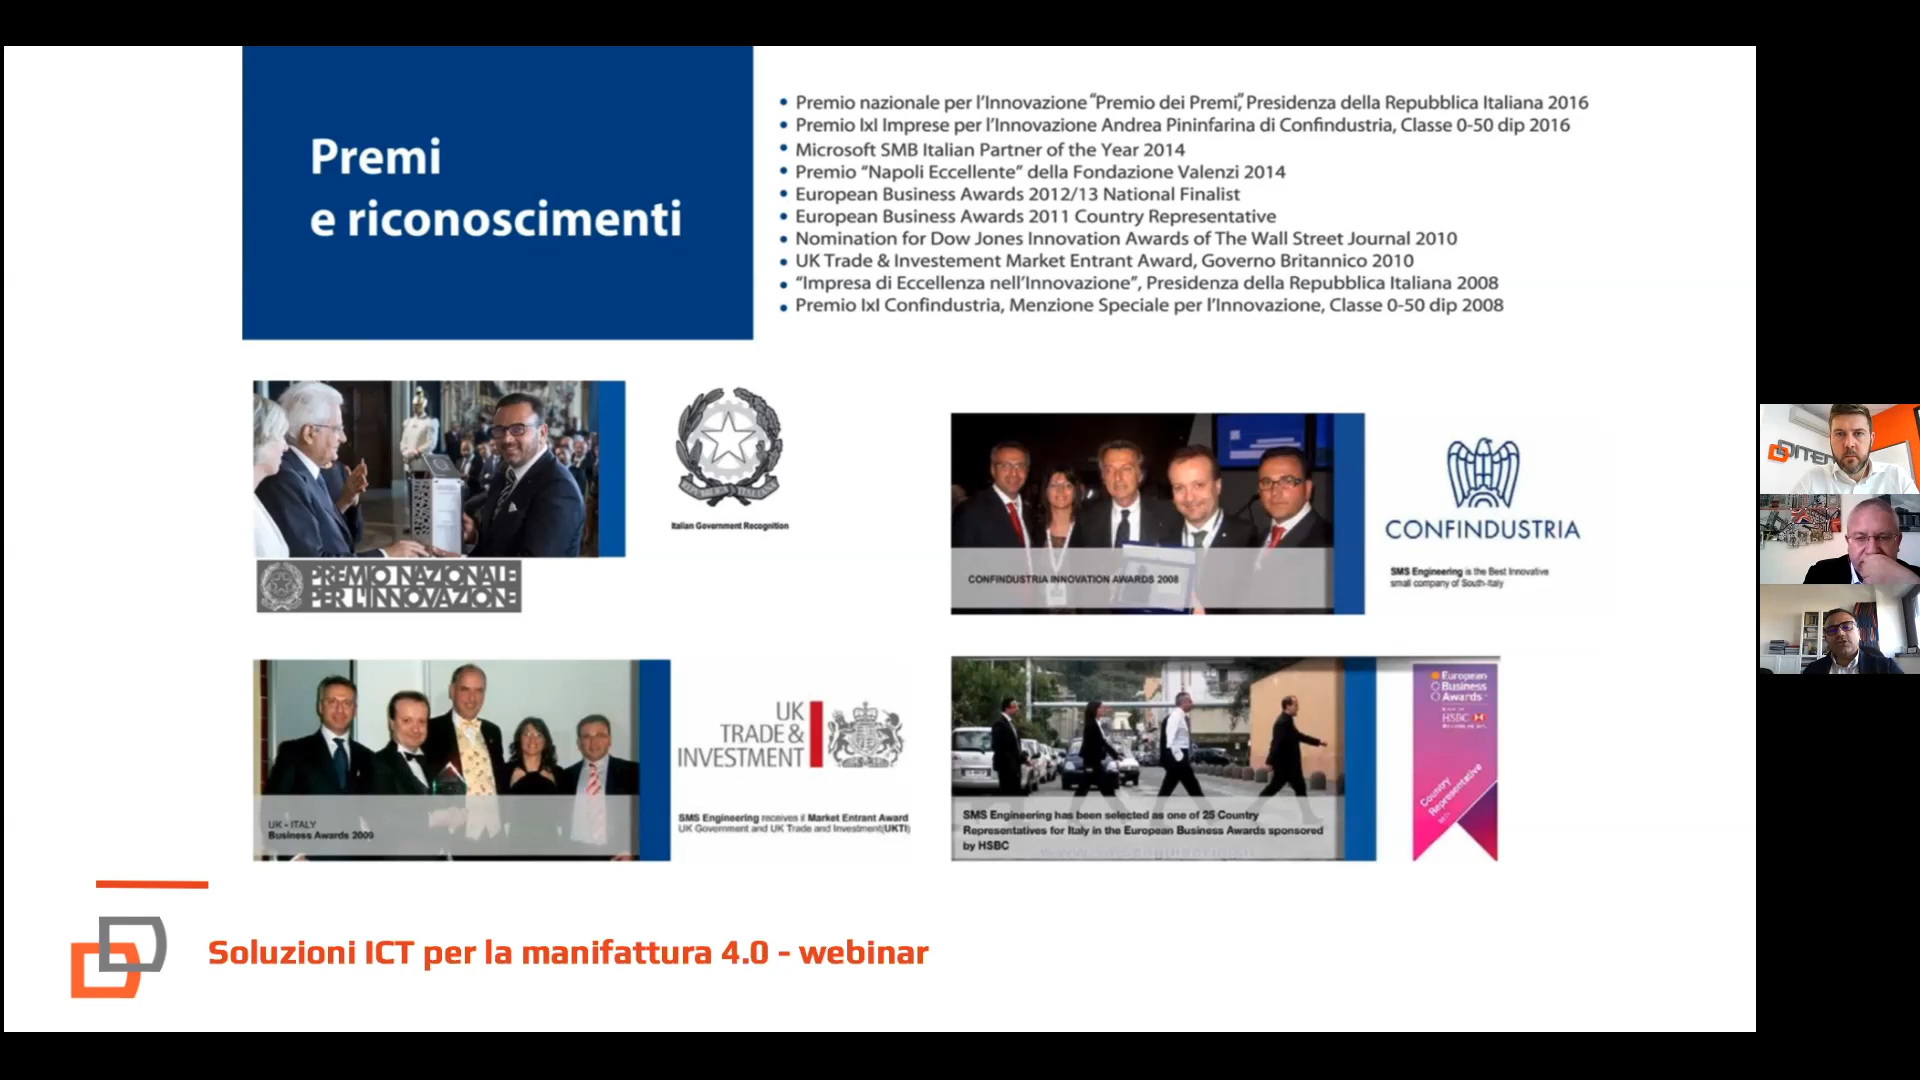 Premi
e riconoscimenti
• Premio nazionale per l'Innovazione “Premio dei Premi”, Presidenza della Repubblica Italiana 2016
• Premio IxI Imprese per l'Innovazione Andrea Pininfarina di Confindustria, Classe 0-50 dip 2016
• Microsoft SMB Italian Partner of the Year 2014
• Premio “Napoli Eccellente” della Fondazione Valenzi 2014
• European Business Awards 2012/13 National Finalist
• European Business Awards 2011 Country Representative
• Nomination for Dow Jones Innovation Awards of The Wall Street Journal 2010
• UK Trade & Investement Market Entrant Award, Governo Britannico 2010
• “Impresa di Eccellenza nell'Innovazione”, Presidenza della Repubblica Italiana 2008
• Premio IxI Confindustria, Menzione Speciale per l'Innovazione, Classe 0-50 dip 2008
Italian Government Recognition
PREMIO NAZIONALE
PER L'INNOVAZIONE
CONFINDUSTRIA INNOVATION AWARDS 2008
CONFINDUSTRIA
SMS Engineering is the Best Innovative
small company of South-Italy
UK - ITALY
Business Awards 2009
UK
TRADE &
INVESTMENT
SMS Engineering receives il Market Entrant Award
UK Government and UK Trade and Investment(UKTI)
SMS Engineering has been selected as one of 25 Country
Representatives for Italy in the European Business Awards sponsored
by HSBC
European
Business
Awards
HSBC
Country
Representative
Soluzioni ICT per la manifattura 4.0 - webinar